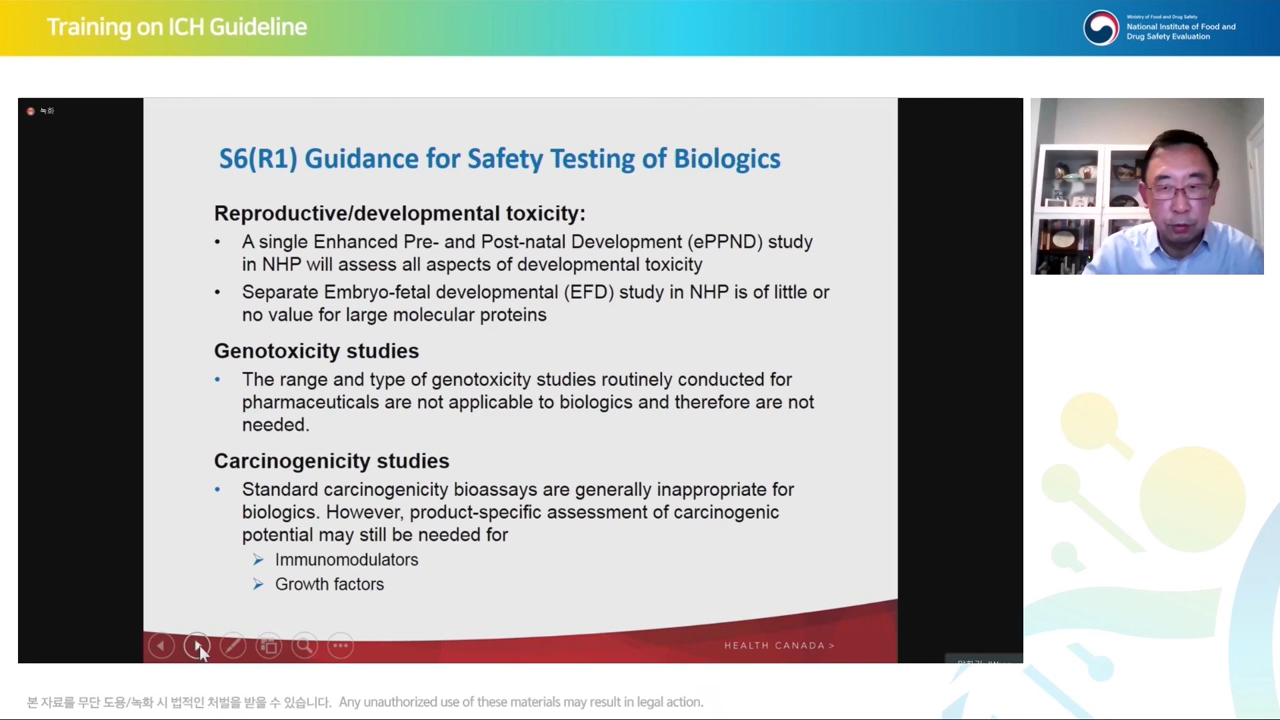 Training on ICH Guideline
Ministry of Food and Drug Safety
National Institute of Food and
Drug Safety Evaluation
녹화
S6(R1) Guidance for Safety Testing of Biologics
Reproductive/developmental toxicity:
• A single Enhanced Pre- and Post-natal Development (ePPND) study
in NHP will assess all aspects of developmental toxicity
• Separate Embryo-fetal developmental (EFD) study in NHP is of little or
no value for large molecular proteins
Genotoxicity studies
• The range and type of genotoxicity studies routinely conducted for
pharmaceuticals are not applicable to biologics and therefore are not
needed.
Carcinogenicity studies
• Standard carcinogenicity bioassays are generally inappropriate for
biologics. However, product-specific assessment of carcinogenic
potential may still be needed for
➢ Immunomodulators
➢ Growth factors
HEALTH CANADA >
본 자료를 무단 도용/녹화 시 법적인 처벌을 받을 수 있습니다. Any unauthorized use of these materials may result in legal action.